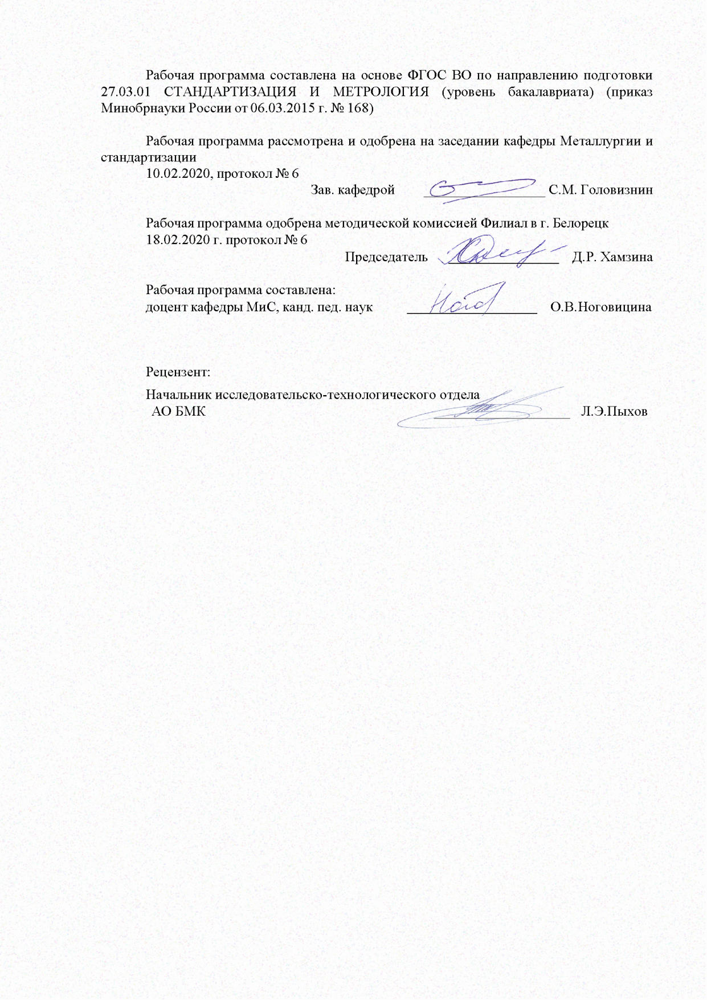 Рабочая программа составлена на основе ФГОС ВО по направлению подготовки
27.03.01 СТАНДАРТИЗАЦИЯ И МЕТРОЛОГИЯ (уровень бакалавриата) (приказ
Минобрнауки России от 06.03.2015 г. № 168)
Рабочая программа рассмотрена и одобрена на заседании кафедры Металлургии и
стандартизации
10.02.2020, протокол № 6
Зав. кафедрой С.М. Головизнин
Рабочая программа одобрена методической комиссией Филиал в г. Белорецк
18.02.2020 г. протокол № 6
Председатель Д.Р. Хамзина
Рабочая программа составлена:
доцент кафедры МиС, канд. пед. наук О.В.Ноговицина
Рецензент:
Начальник исследовательско-технологического отдела
АО БМК Л.Э.Пыхов